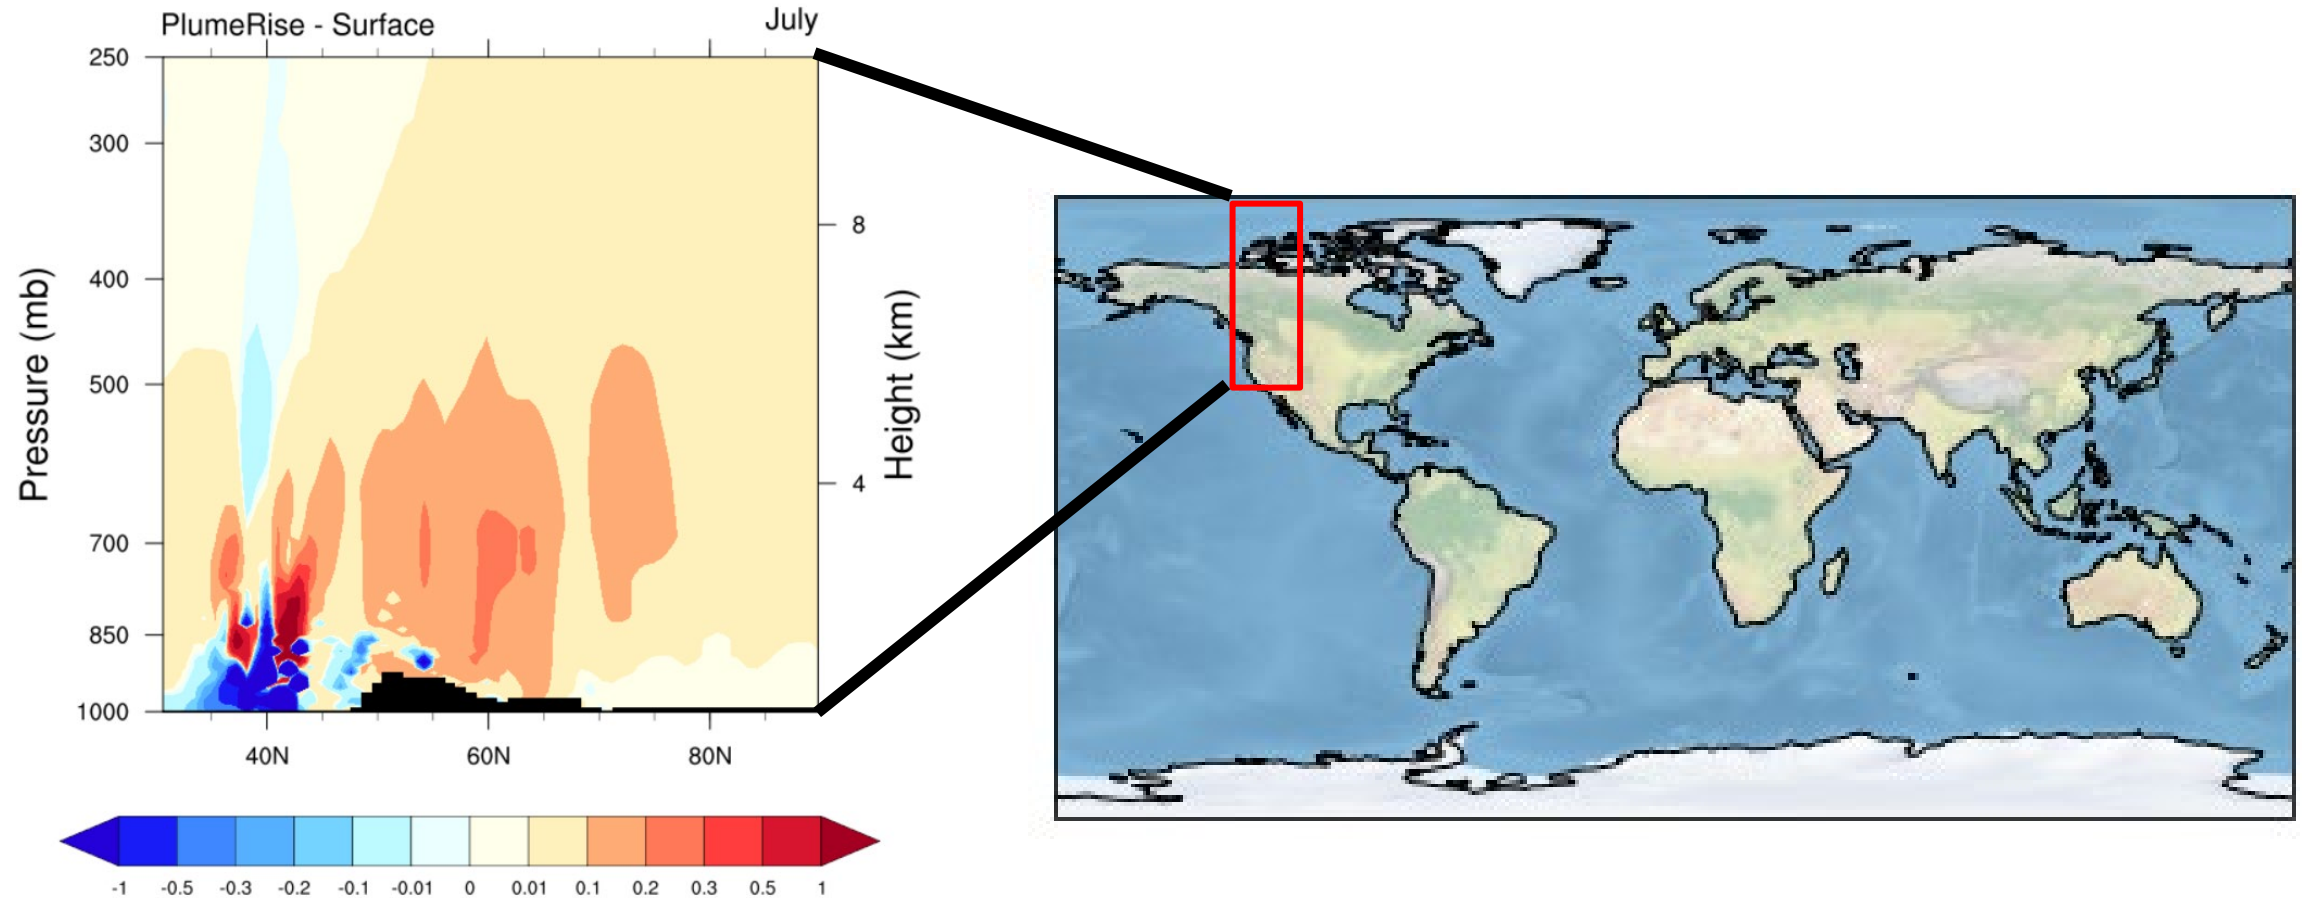 PlumeRise - Surface
July
250
300
400
500
700
850
1000
Pressure (mb)
8
4
Height (km)
40N 60N 80N
-1 -0.5 -0.3 -0.2 -0.1 -0.01 0 0.01 0.1 0.2 0.3 0.5 1